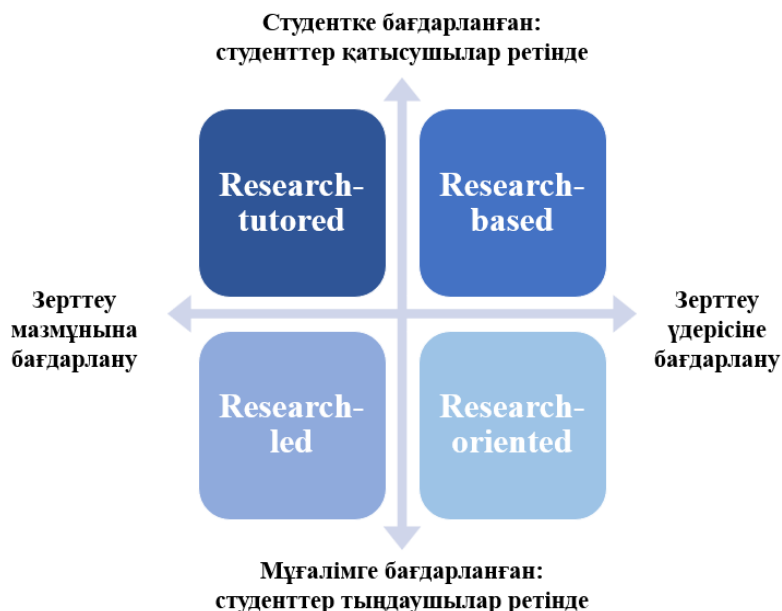 Студентке бағдарланған:
студенттер қатысушылар ретінде
Research-
tutored
Research-
based
Зерттеу
мазмұнына
бағдарлану
Зерттеу
үдерісіне
бағдарлану
Research-
led
Research-
oriented
Мұғалімге бағдарланған:
студенттер тыңдаушылар ретінде